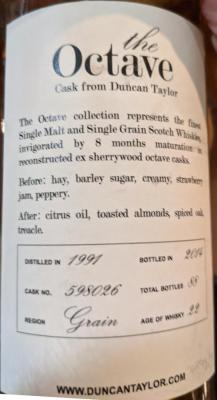 the
Octave
Cask from Duncan Taylor
The Octave collection represents the finest
Single Malt and Single Grain Scotch Whiskies,
invigorated by 8 months maturation in
reconstructed ex sherrywood octave casks.
Before: hay, barley sugar, creamy, strawberry
jam, peppery.
After: citrus oil, toasted almonds, spiced oak,
treacle.
DISTILLED IN 1991 BOTTLED IN 2014
CASK NO. 598026 TOTAL BOTTLES 88
REGION Grain AGE OF WHISKY 22
WWW.DUNCANTAYLOR.COM